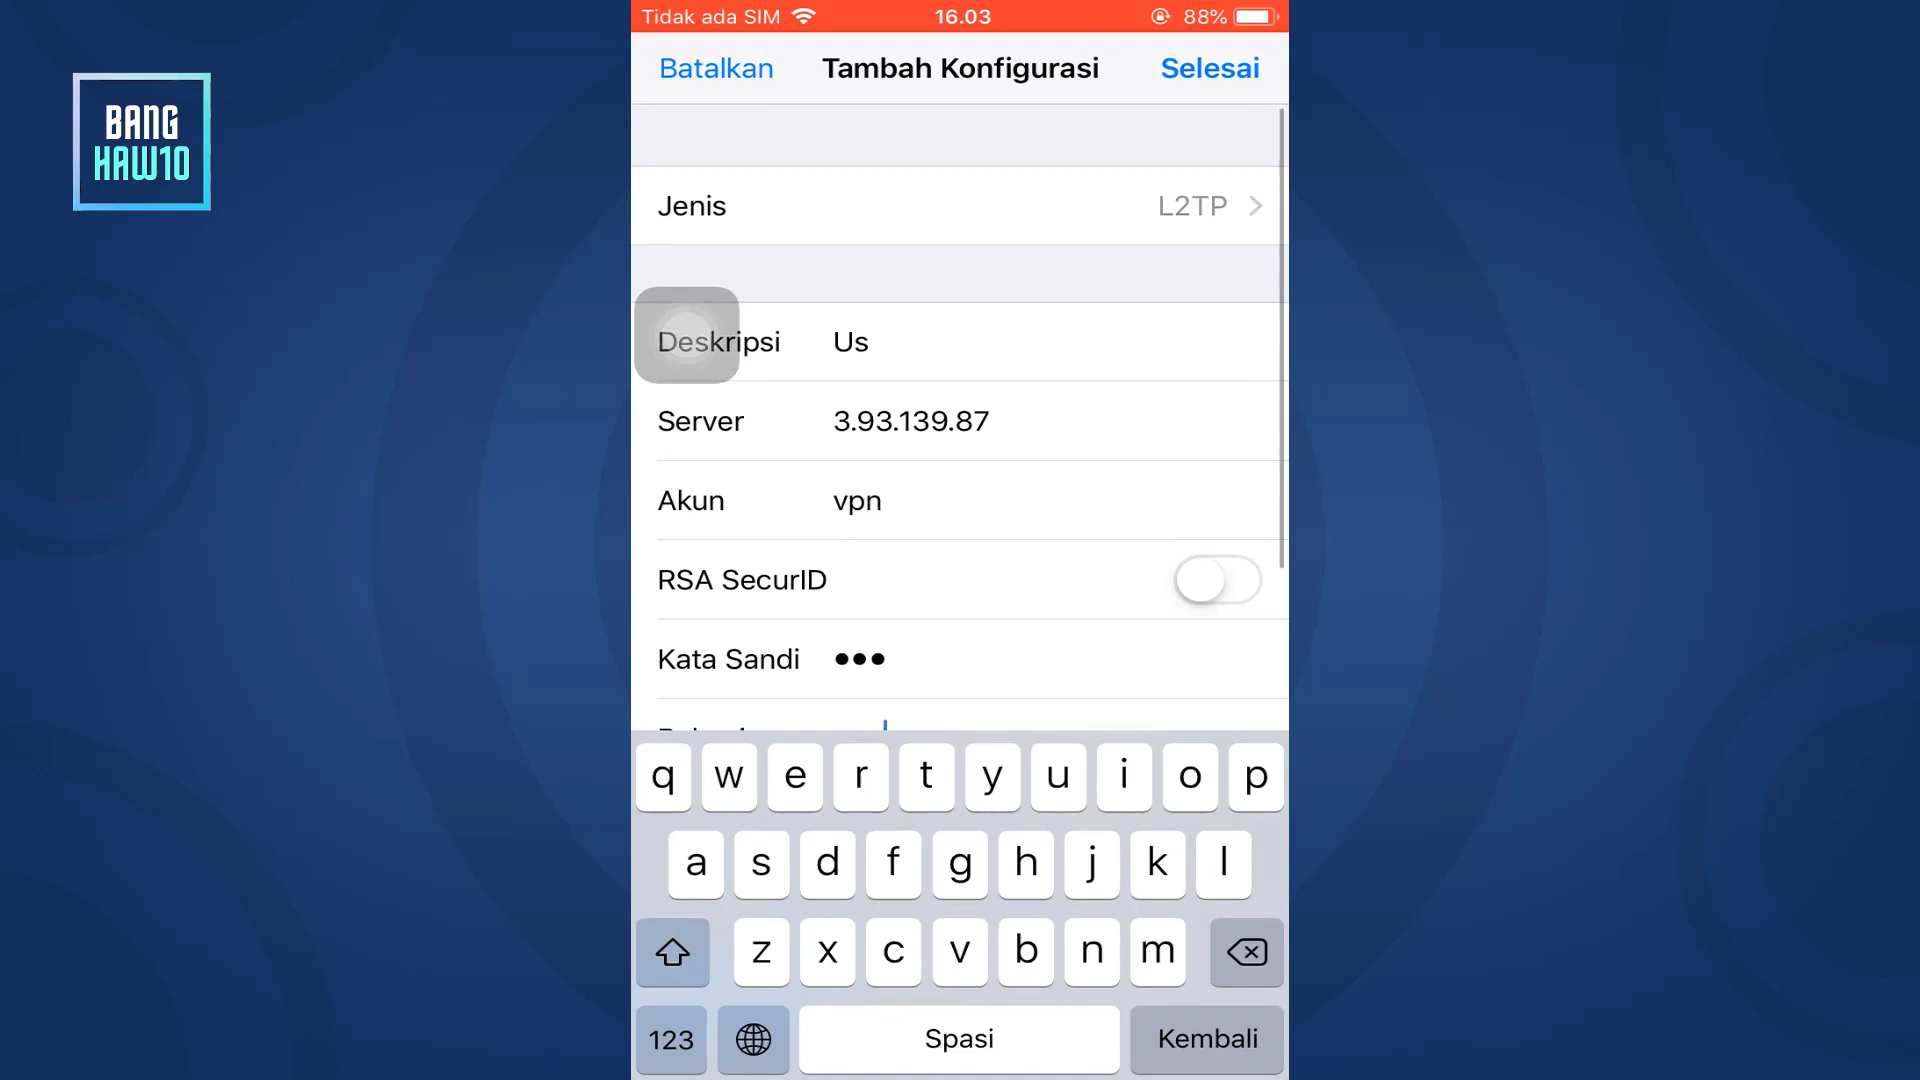 Tidak ada SIM 16.03 88%
BANG
HAW10
Batalkan Tambah Konfigurasi Selesai
Jenis L2TP
Deskripsi Us
Server 3.93.139.87
Akun vpn
RSA SecurID
Kata Sandi •••
q w e r t y u i o p
a s d f g h j k l
z x c v b n m
123 Spasi Kembali